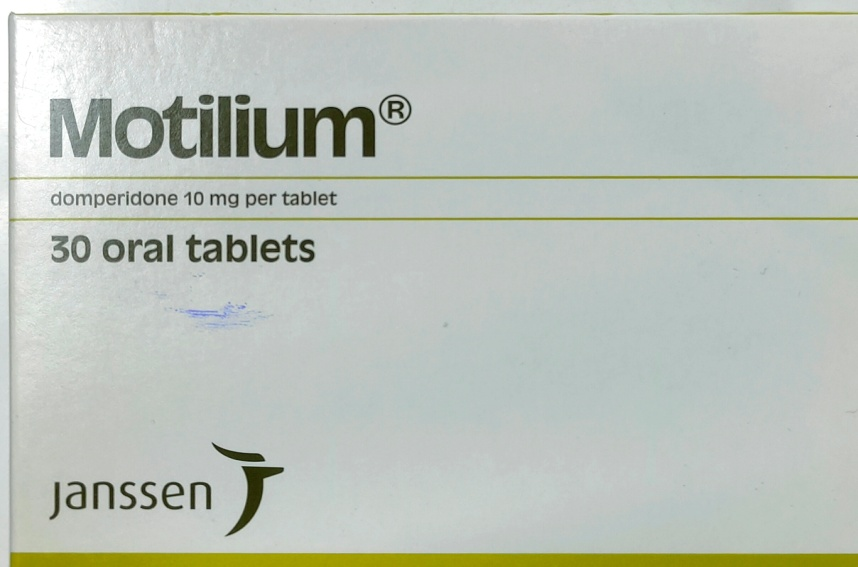 Motilium®
domperidone 10 mg per tablet
30 oral tablets
janssen